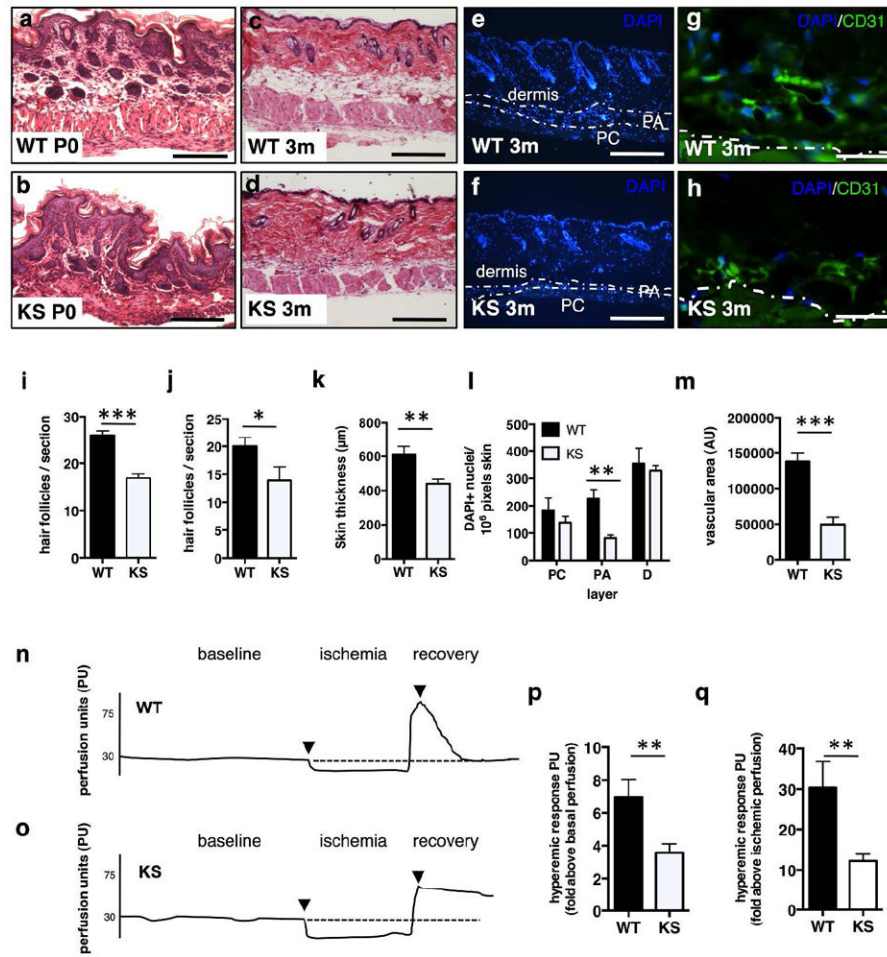 a
WT P0
b
KS P0
c
WT 3m
d
KS 3m
e
DAPI
dermis
PA
PC
WT 3m
f
DAPI
dermis
PA
PC
KS 3m
g
DAPI/CD31
WT 3m
h
DAPI/CD31
KS 3m
i
hair follicles / section
30
20
10
0
***
WT KS
j
hair follicles / section
25
20
15
10
5
0
*
WT KS
k
Skin thickness (µm)
800
600
400
200
0
**
WT KS
l
DAPI+ nuclei/
10⁶ pixels skin
500
400
300
200
100
0
WT
KS
**
PC PA D
layer
m
vascular area (AU)
200000
150000
100000
50000
0
***
WT KS
n
perfusion units (PU)
75
30
WT
baseline ischemia recovery
o
perfusion units (PU)
75
30
KS
baseline ischemia recovery
p
hyperemic response PU
(fold above basal perfusion)
10
8
6
4
2
0
**
WT KS
q
hyperemic response PU
(fold above ischemic perfusion)
40
30
20
10
0
**
WT KS